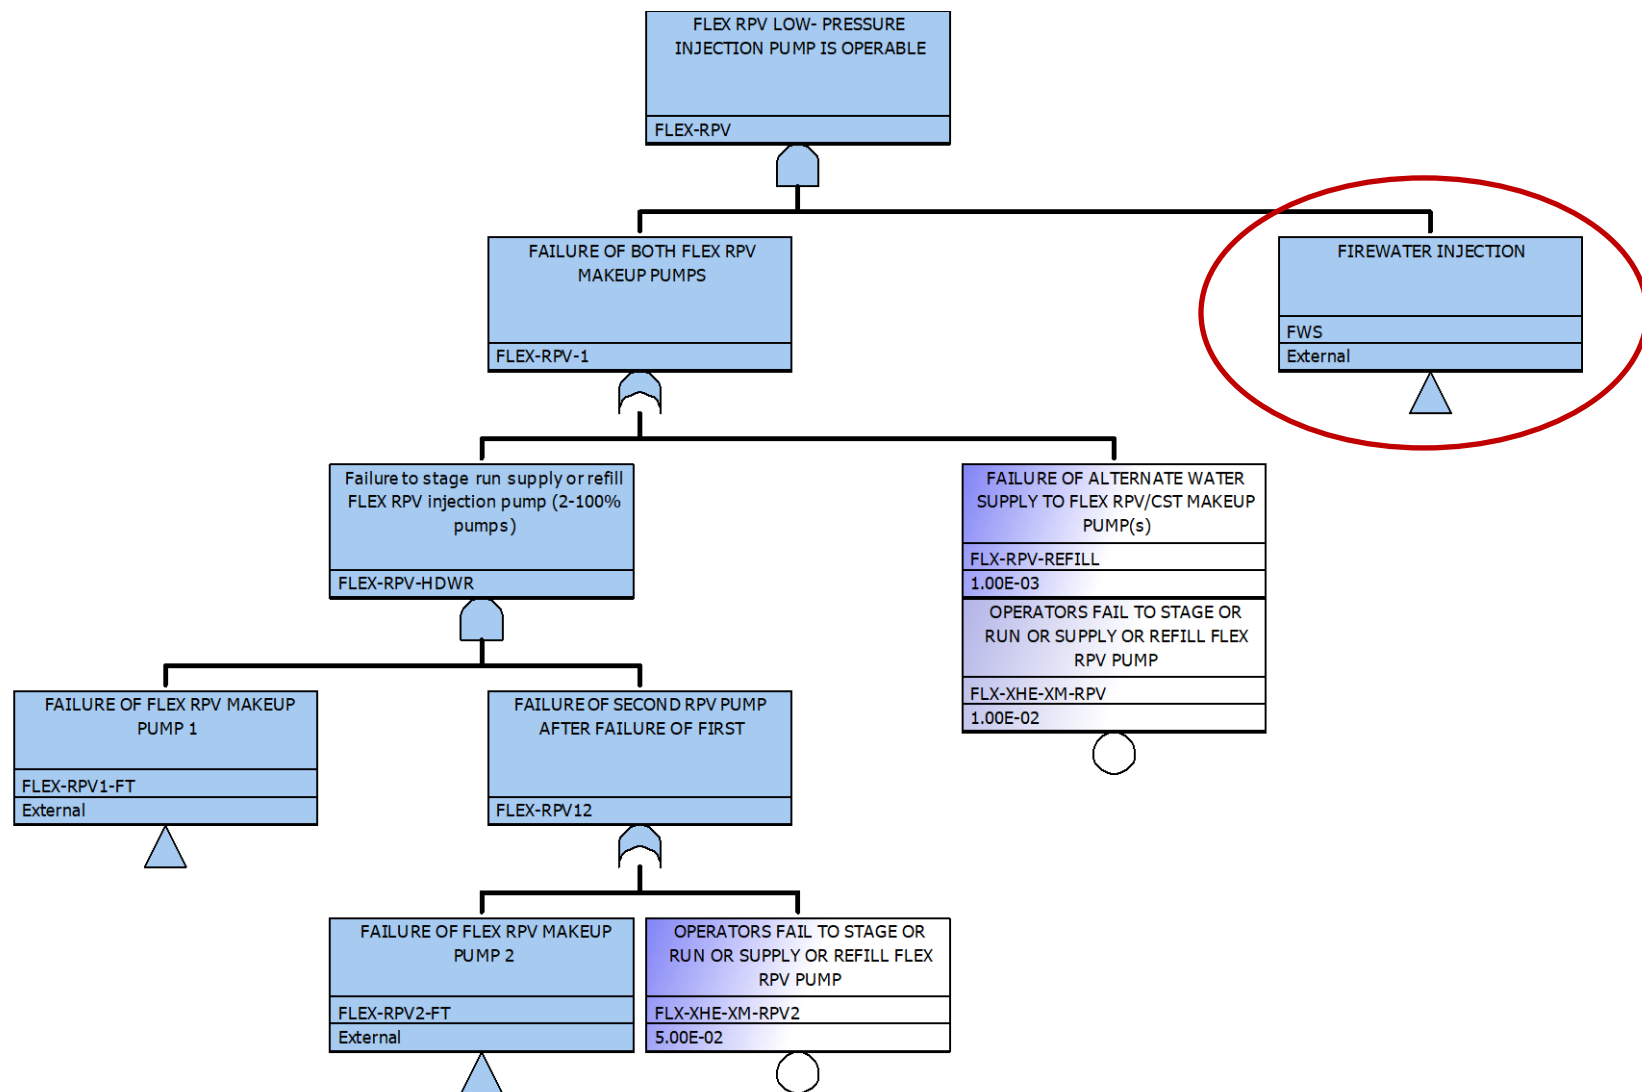 FLEX RPV LOW- PRESSURE
INJECTION PUMP IS OPERABLE
FLEX-RPV
FAILURE OF BOTH FLEX RPV
MAKEUP PUMPS
FLEX-RPV-1
FIREWATER INJECTION
FWS
External
Failure to stage run supply or refill
FLEX RPV injection pump (2-100%
pumps)
FLEX-RPV-HDWR
FAILURE OF ALTERNATE WATER
SUPPLY TO FLEX RPV/CST MAKEUP
PUMP(s)
FLX-RPV-REFILL
1.00E-03
OPERATORS FAIL TO STAGE OR
RUN OR SUPPLY OR REFILL FLEX
RPV PUMP
FLX-XHE-XM-RPV
1.00E-02
FAILURE OF FLEX RPV MAKEUP
PUMP 1
FLEX-RPV1-FT
External
FAILURE OF SECOND RPV PUMP
AFTER FAILURE OF FIRST
FLEX-RPV12
FAILURE OF FLEX RPV MAKEUP
PUMP 2
FLEX-RPV2-FT
External
OPERATORS FAIL TO STAGE OR
RUN OR SUPPLY OR REFILL FLEX
RPV PUMP
FLX-XHE-XM-RPV2
5.00E-02